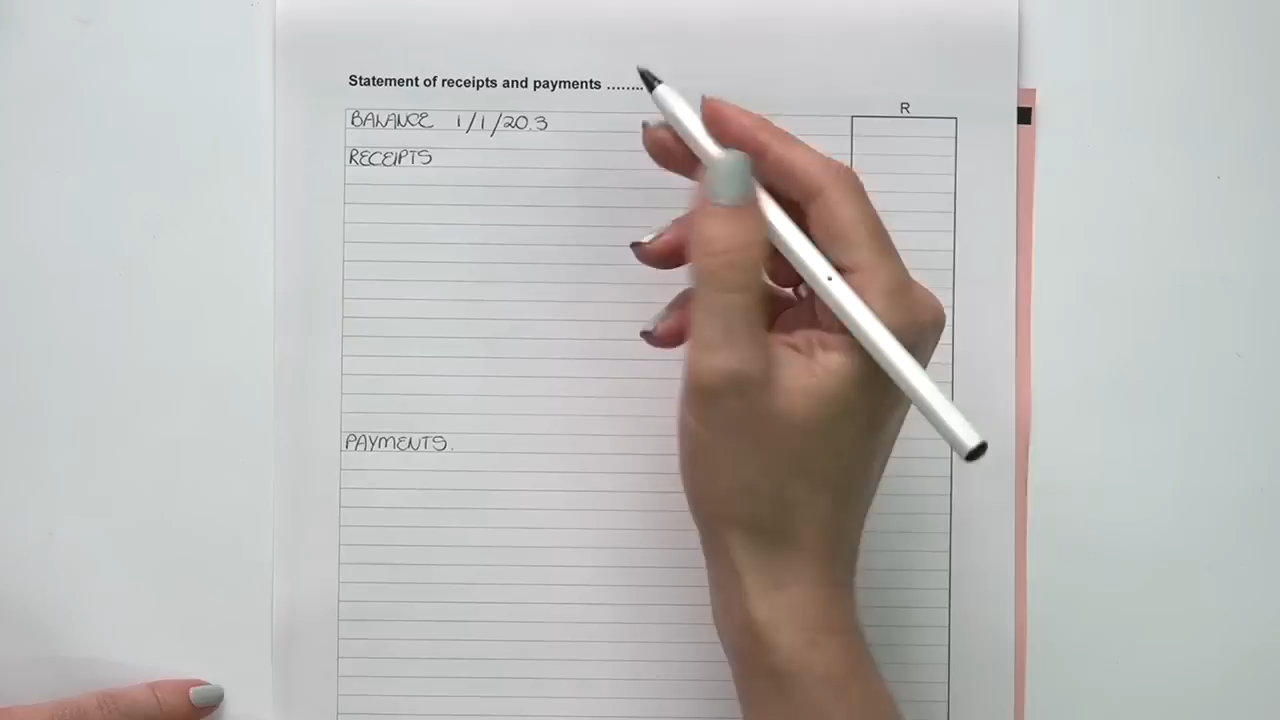 Statement of receipts and payments ........
R
BALANCE 1/1/20.3
RECEIPTS
PAYMENTS.